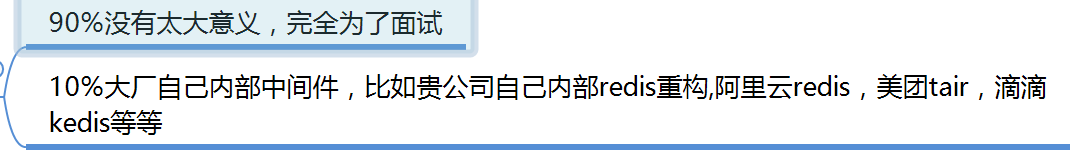 90%没有太大意义，完全为了面试
10%大厂自己内部中间件，比如贵公司自己内部redis重构,阿里云redis，美团tair，滴滴
kedis等等